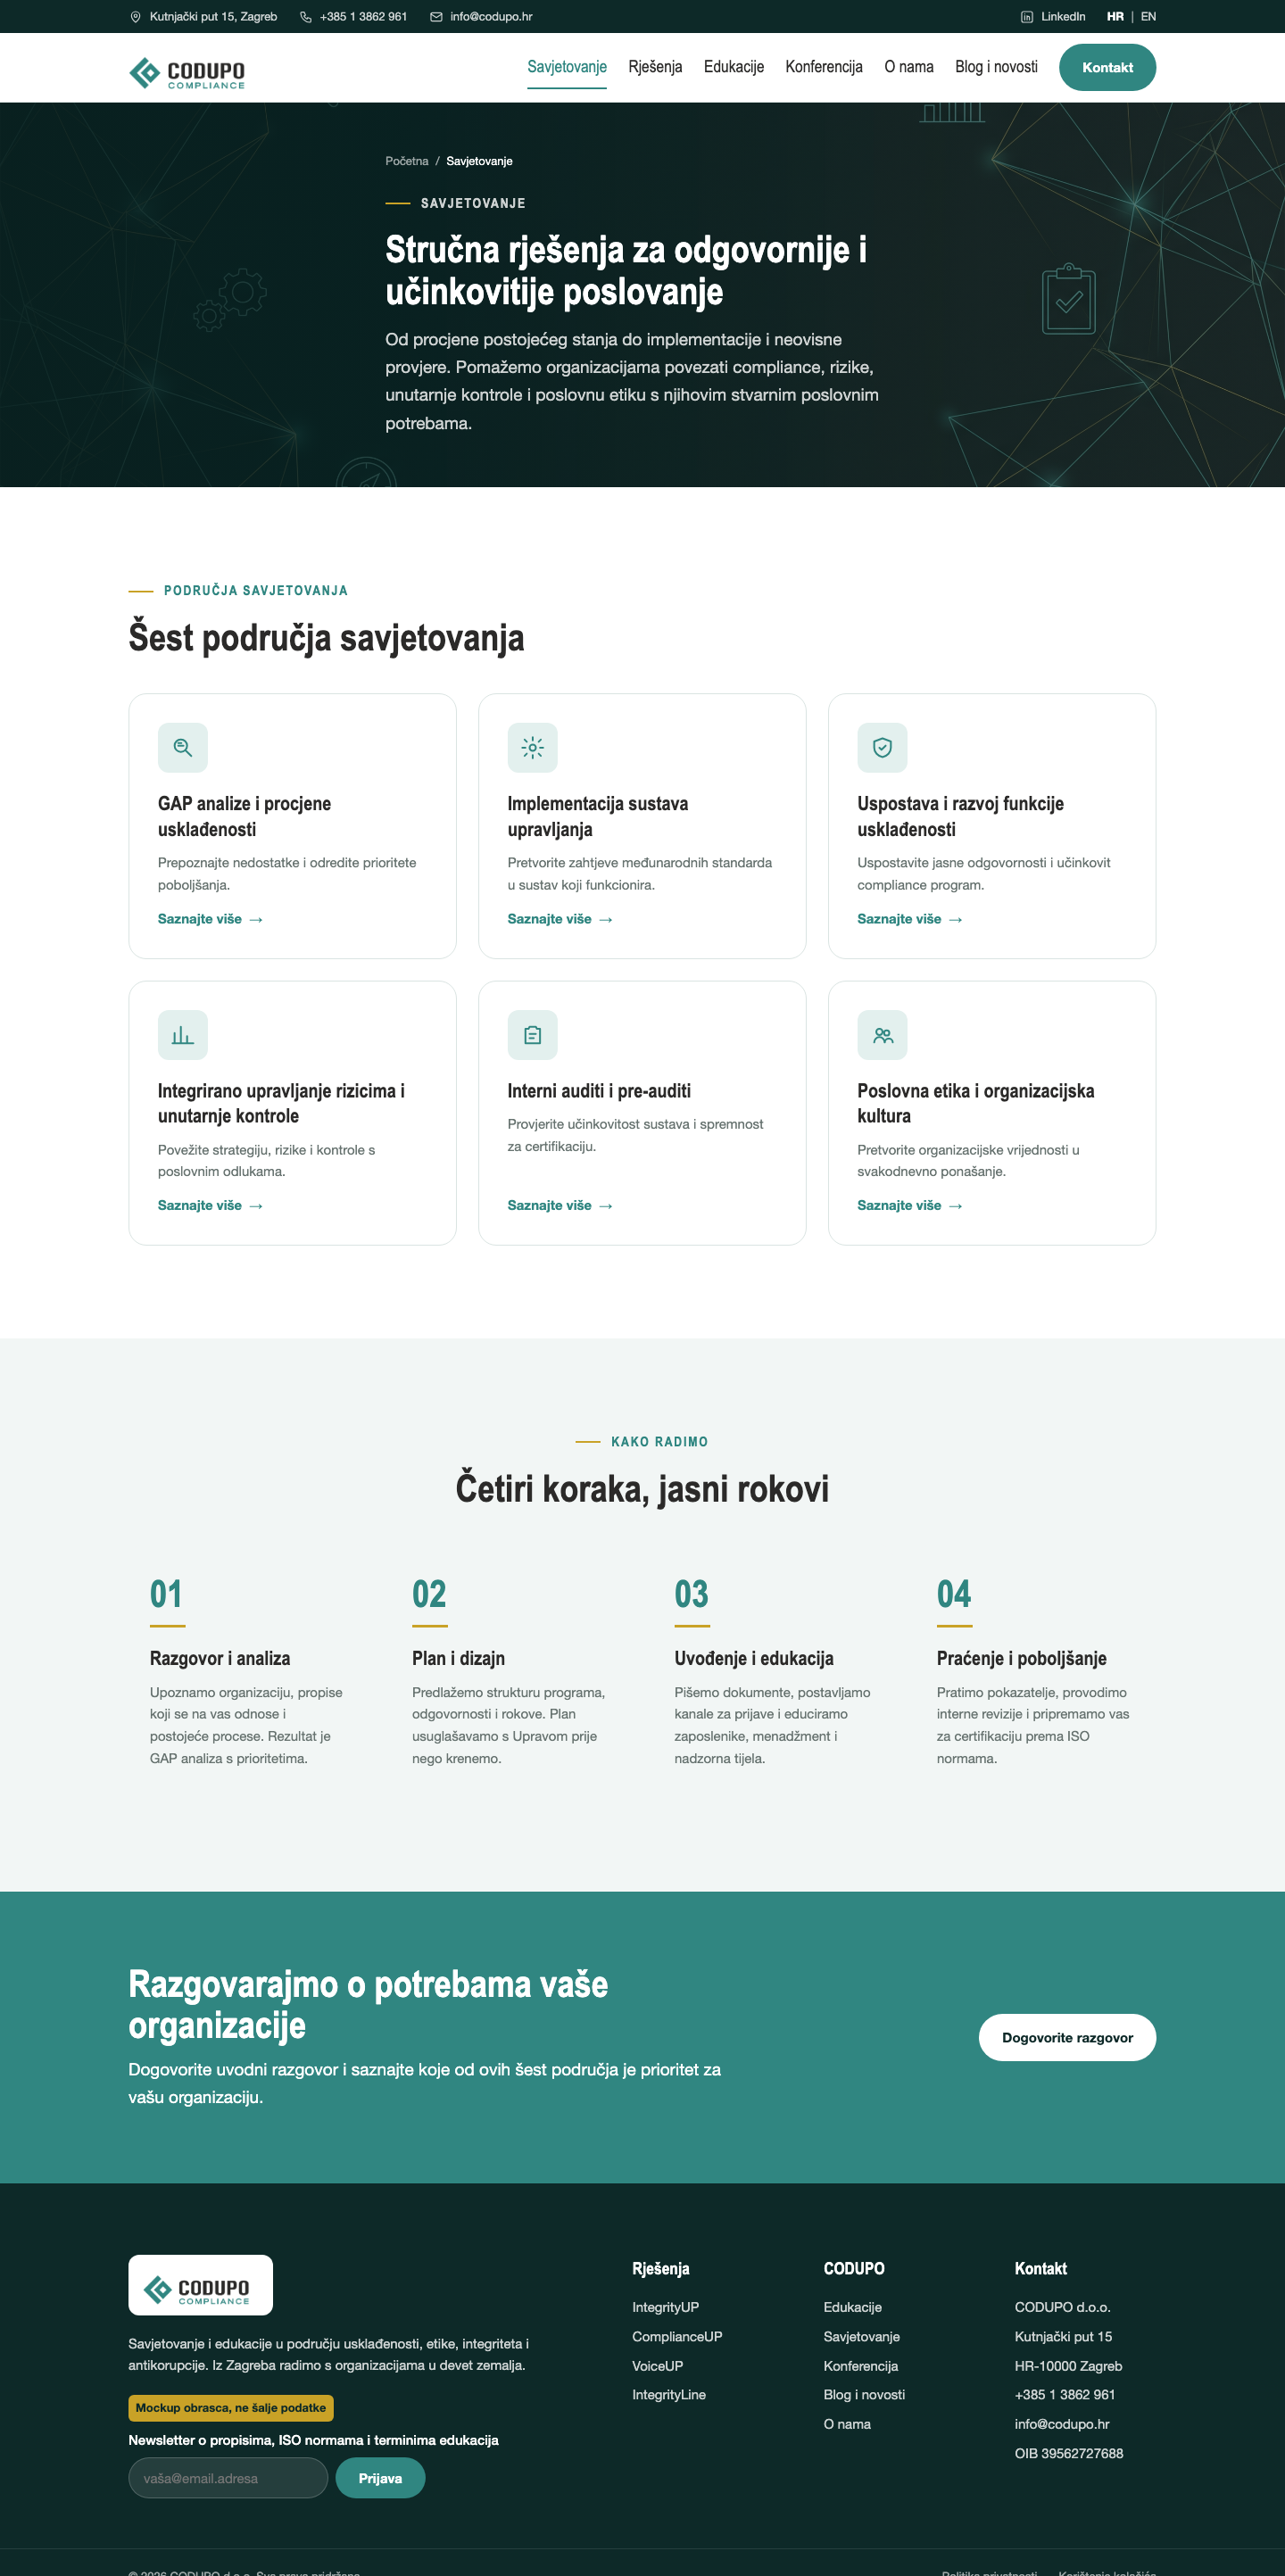 Kutnjački put 15, Zagreb +385 1 3862 961 info@codupo.hr LinkedIn HR | EN
CODUPO
COMPLIANCE
Savjetovanje Rješenja Edukacije Konferencija O nama Blog i novosti Kontakt
Početna / Savjetovanje
SAVJETOVANJE
Stručna rješenja za odgovornije i
učinkovitije poslovanje
Od procjene postojećeg stanja do implementacije i neovisne
provjere. Pomažemo organizacijama povezati compliance, rizike,
unutarnje kontrole i poslovnu etiku s njihovim stvarnim poslovnim
potrebama.
PODRUČJA SAVJETOVANJA
Šest područja savjetovanja
GAP analize i procjene
usklađenosti
Prepoznajte nedostatke i odredite prioritete
poboljšanja.
Saznajte više →
Implementacija sustava
upravljanja
Pretvorite zahtjeve međunarodnih standarda
u sustav koji funkcionira.
Saznajte više →
Uspostava i razvoj funkcije
usklađenosti
Uspostavite jasne odgovornosti i učinkovit
compliance program.
Saznajte više →
Integrirano upravljanje rizicima i
unutarnje kontrole
Povežite strategiju, rizike i kontrole s
poslovnim odlukama.
Saznajte više →
Interni auditi i pre-auditi
Provjerite učinkovitost sustava i spremnost
za certifikaciju.
Saznajte više →
Poslovna etika i organizacijska
kultura
Pretvorite organizacijske vrijednosti u
svakodnevno ponašanje.
Saznajte više →
KAKO RADIMO
Četiri koraka, jasni rokovi
01
Razgovor i analiza
Upoznamo organizaciju, propise
koji se na vas odnose i
postojeće procese. Rezultat je
GAP analiza s prioritetima.
02
Plan i dizajn
Predlažemo strukturu programa,
odgovornosti i rokove. Plan
usuglašavamo s Upravom prije
nego krenemo.
03
Uvođenje i edukacija
Pišemo dokumente, postavljamo
kanale za prijave i educiramo
zaposlenike, menadžment i
nadzorna tijela.
04
Praćenje i poboljšanje
Pratimo pokazatelje, provodimo
interne revizije i pripremamo vas
za certifikaciju prema ISO
normama.
Razgovarajmo o potrebama vaše
organizacije
Dogovorite uvodni razgovor i saznajte koje od ovih šest područja je prioritet za
vašu organizaciju.
Dogovorite razgovor
CODUPO
COMPLIANCE
Savjetovanje i edukacije u području usklađenosti, etike, integriteta i
antikorupcije. Iz Zagreba radimo s organizacijama u devet zemalja.
Mockup obrasca, ne šalje podatke
Newsletter o propisima, ISO normama i terminima edukacija
vaša@email.adresa Prijava
Rješenja
IntegrityUP
ComplianceUP
VoiceUP
IntegrityLine
CODUPO
Edukacije
Savjetovanje
Konferencija
Blog i novosti
O nama
Kontakt
CODUPO d.o.o.
Kutnjački put 15
HR-10000 Zagreb
+385 1 3862 961
info@codupo.hr
OIB 39562727688